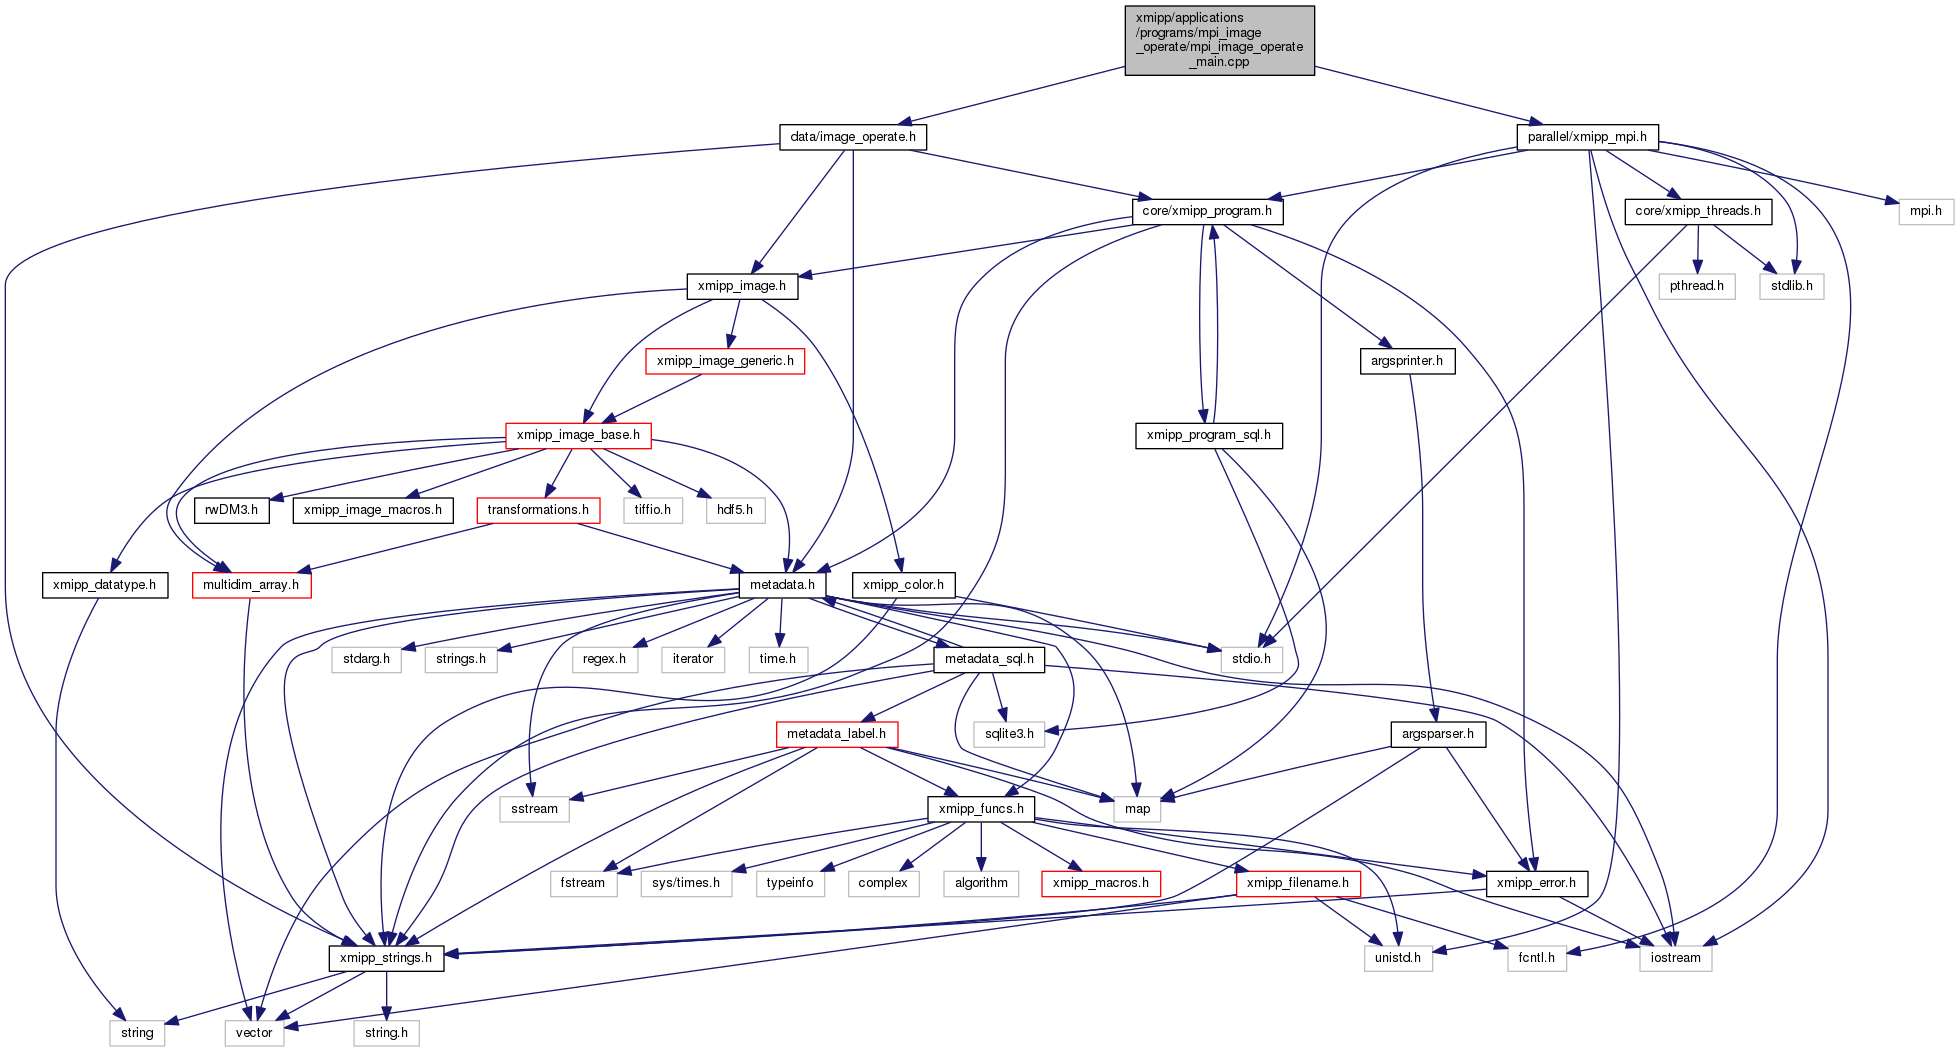 xmipp/applications
/programs/mpi_image
_operate/mpi_image_operate
_main.cpp
data/image_operate.h
parallel/xmipp_mpi.h
core/xmipp_program.h
core/xmipp_threads.h
mpi.h
xmipp_image.h
pthread.h
stdlib.h
xmipp_image_generic.h
argsprinter.h
xmipp_image_base.h
xmipp_program_sql.h
rwDM3.h
xmipp_image_macros.h
transformations.h
tiffio.h
hdf5.h
xmipp_datatype.h
multidim_array.h
metadata.h
xmipp_color.h
stdarg.h
strings.h
regex.h
iterator
time.h
metadata_sql.h
stdio.h
metadata_label.h
sqlite3.h
argsparser.h
sstream
xmipp_funcs.h
map
fstream
sys/times.h
typeinfo
complex
algorithm
xmipp_macros.h
xmipp_filename.h
xmipp_error.h
xmipp_strings.h
unistd.h
fcntl.h
iostream
string
vector
string.h